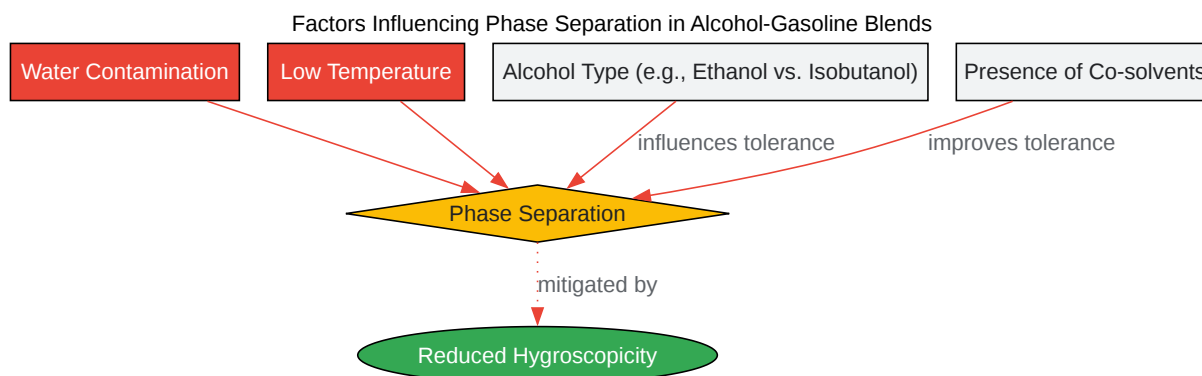 Factors Influencing Phase Separation in Alcohol-Gasoline Blends
Water Contamination
Low Temperature
Alcohol Type (e.g., Ethanol vs. Isobutanol)
Presence of Co-solvents
influences tolerance
improves tolerance
Phase Separation
mitigated by
Reduced Hygroscopicity